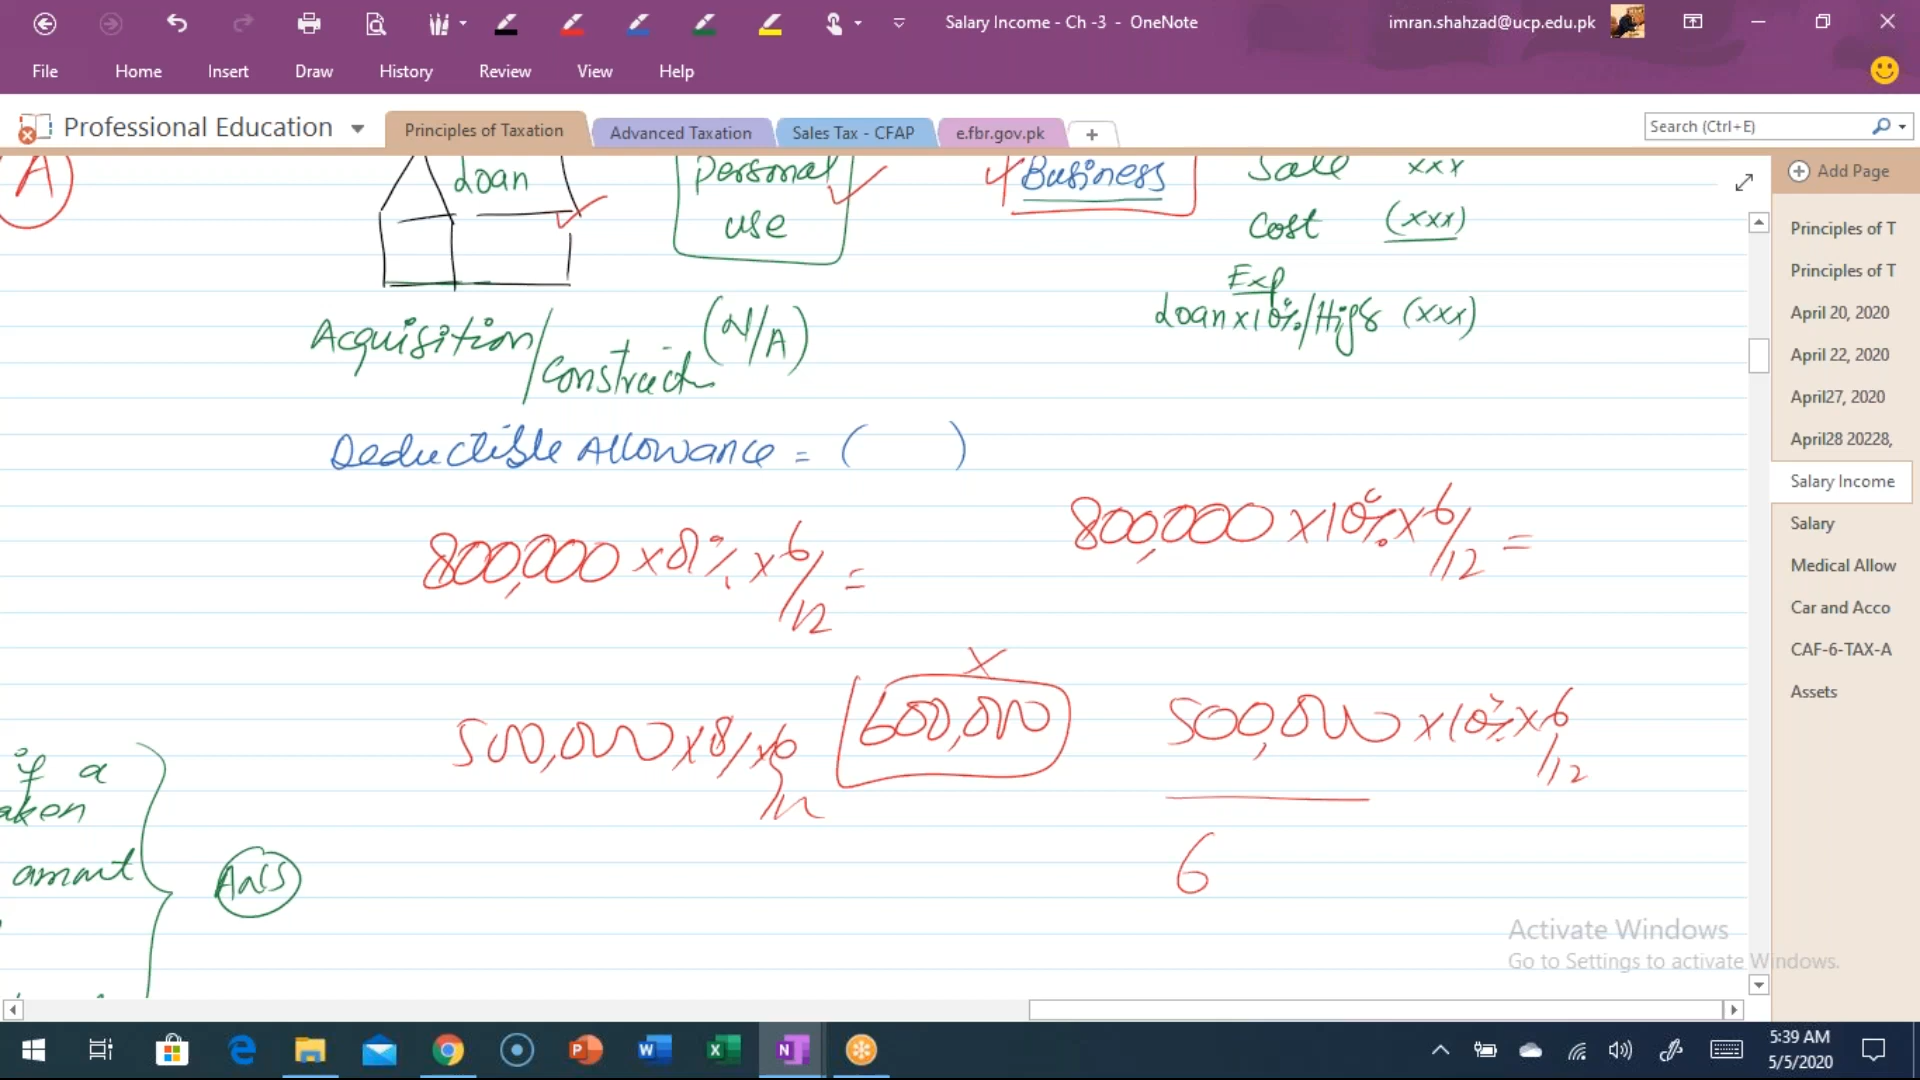 Salary Income - Ch -3 - OneNote
imran.shahzad@ucp.edu.pk
File Home Insert Draw History Review View Help
Professional Education
Principles of Taxation
Advanced Taxation
Sales Tax - CFAP
e.fbr.gov.pk
+
Search (Ctrl+E)
Add Page
Principles of T
Principles of T
April 20, 2020
April 22, 2020
April27, 2020
April28 20228,
Salary Income
Salary
Medical Allow
Car and Acco
CAF-6-TAX-A
Assets
A
Loan
Personal
use
Business
Sale xxx
Cost (xxx)
Exp
Loan x 10%/High (xxx)
Acquisition/
Construct
(N/A)
Deductible Allowance = ( )
800,000 x 8% x 6/12 =
800,000 x 10% x 6/12 =
x
500,000 x 8% x 6/12
600,000
500,000 x 10% x 6/12
6
if a
aken
amount
Ans
Activate Windows
Go to Settings to activate Windows.
5:39 AM
5/5/2020